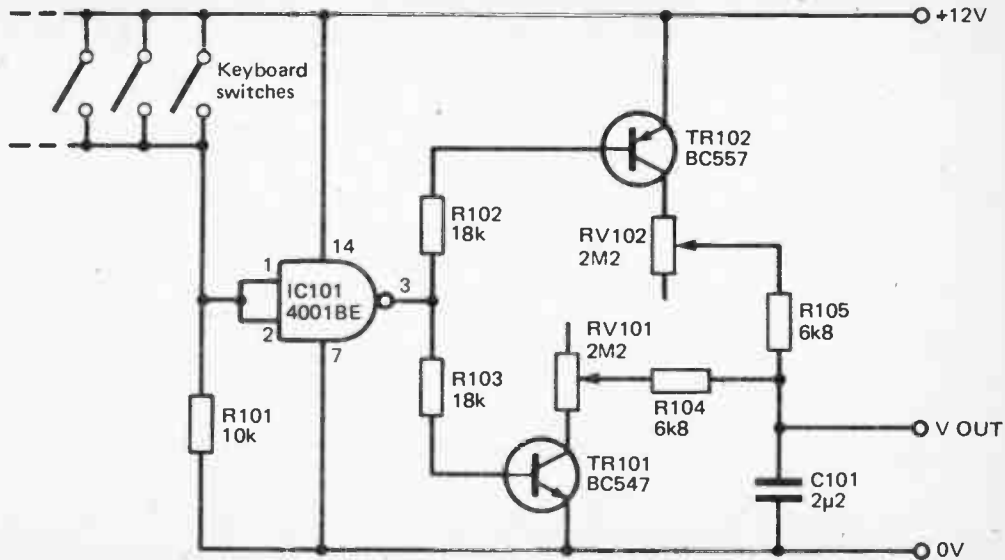 +12V
Keyboard
switches
TR102
BC557
R102
18k
RV102
2M2
14
1
IC101
4001BE
3
2
7
R105
6k8
RV101
2M2
R103
18k
R104
6k8
R101
10k
V OUT
TR101
BC547
C101
2µ2
0V